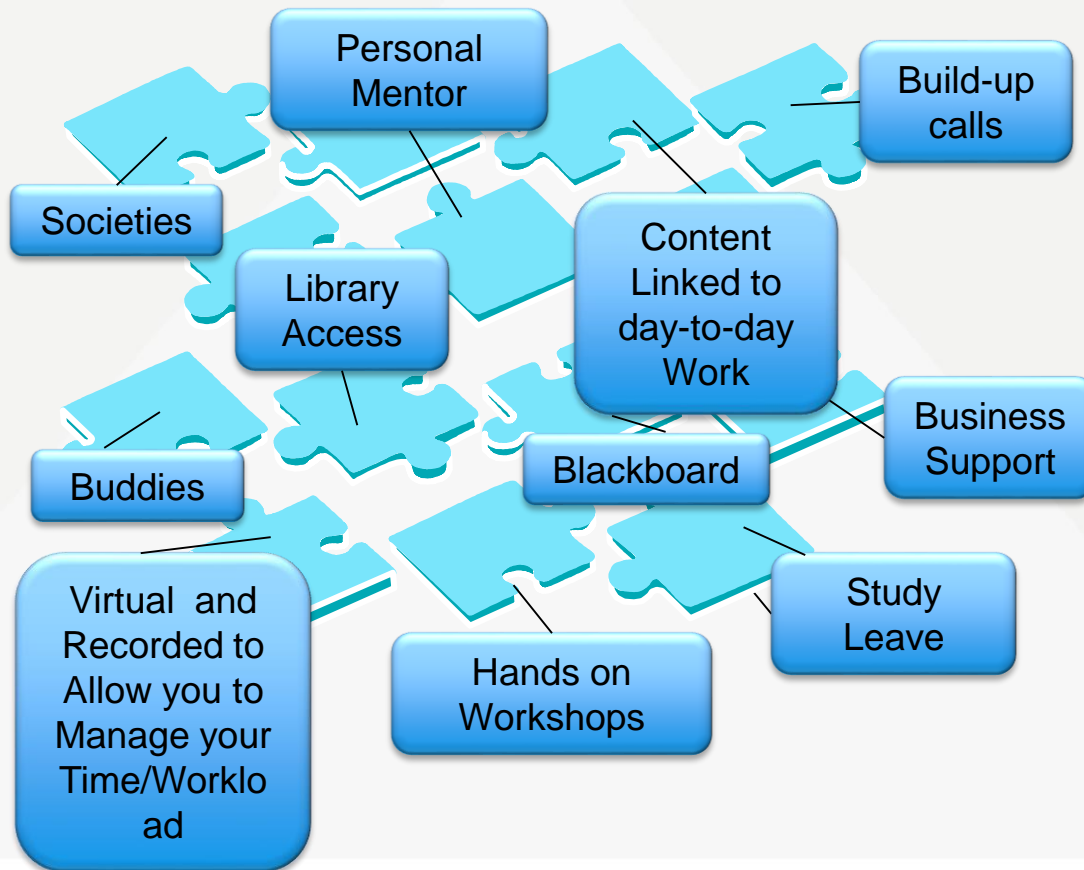 Personal
Mentor
Build-up
calls
Societies
Content
Linked to
day-to-day
Work
Library
Access
Business
Support
Buddies
Blackboard
Virtual  and
Recorded to
Allow you to
Manage your
Time/Worklo
ad
Study
Leave
Hands on
Workshops